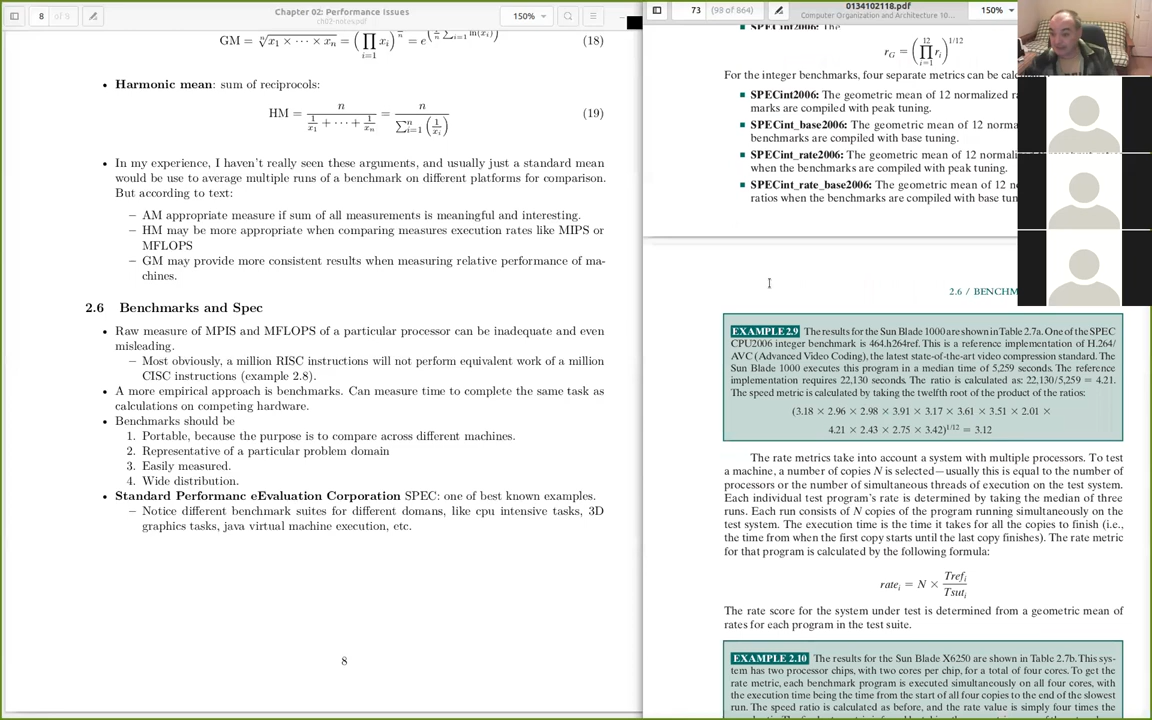 8 of 8
Chapter 02: Performance issues
ch02-notes.pdf
150%
GM = ⁿ√x₁ × ··· × xₙ = (∏ xᵢ)^(1/n) = e^((1/n) ∑ᵢ₌₁ ln(xᵢ)) (18)
i=1
• Harmonic mean: sum of reciprocals:
HM = n / (1/x₁ + ··· + 1/xₙ) = n / (∑ⁿᵢ₌₁ (1/xᵢ)) (19)
• In my experience, I haven't really seen these arguments, and usually just a standard mean
would be use to average multiple runs of a benchmark on different platforms for comparison.
But according to text:
– AM appropriate measure if sum of all measurements is meaningful and interesting.
– HM may be more appropriate when comparing measures execution rates like MIPS or
MFLOPS
– GM may provide more consistent results when measuring relative performance of ma-
chines.
2.6 Benchmarks and Spec
• Raw measure of MPIS and MFLOPS of a particular processor can be inadequate and even
misleading.
– Most obviously, a million RISC instructions will not perform equivalent work of a million
CISC instructions (example 2.8).
• A more empirical approach is benchmarks. Can measure time to complete the same task as
calculations on competing hardware.
• Benchmarks should be
1. Portable, because the purpose is to compare across different machines.
2. Representative of a particular problem domain
3. Easily measured.
4. Wide distribution.
• Standard Performanc eEvaluation Corporation SPEC: one of best known examples.
– Notice different benchmark suites for different domans, like cpu intensive tasks, 3D
graphics tasks, java virtual machine execution, etc.
8
73 (98 of 864)
0134102118.pdf
Computer Organization and Architecture 10...
150%
r_G = (∏¹²ᵢ₌₁ rᵢ)^1/12
For the integer benchmarks, four separate metrics can be
■ SPECint2006: The geometric mean of 12 normalized
marks are compiled with peak tuning.
■ SPECint_base2006: The geometric mean of 12
benchmarks are compiled with base tuning.
■ SPECint_rate2006: The geometric mean of 12
when the benchmarks are compiled with peak tuning.
■ SPECint_rate_base2006: The geometric mean of 12
ratios when the benchmarks are compiled with base
2.6 / BENCHM
EXAMPLE 2.9 The results for the Sun Blade 1000 are shown in Table 2.7a. One of the SPEC
CPU2006 integer benchmark is 464.h264ref. This is a reference implementation of H.264/
AVC (Advanced Video Coding), the latest state-of-the-art video compression standard. The
Sun Blade 1000 executes this program in a median time of 5,259 seconds. The reference
implementation requires 22,130 seconds. The ratio is calculated as: 22,130/5,259 = 4.21.
The speed metric is calculated by taking the twelfth root of the product of the ratios:
(3.18 × 2.96 × 2.98 × 3.91 × 3.17 × 3.61 × 3.51 × 2.01 ×
4.21 × 2.43 × 2.75 × 3.42)^1/12 = 3.12
The rate metrics take into account a system with multiple processors. To test
a machine, a number of copies N is selected—usually this is equal to the number of
processors or the number of simultaneous threads of execution on the test system.
Each individual test program's rate is determined by taking the median of three
runs. Each run consists of N copies of the program running simultaneously on the
test system. The execution time is the time it takes for all the copies to finish (i.e.,
the time from when the first copy starts until the last copy finishes). The rate metric
for that program is calculated by the following formula:
rateᵢ = N × Trefᵢ / Tsutᵢ
The rate score for the system under test is determined from a geometric mean of
rates for each program in the test suite.
EXAMPLE 2.10 The results for the Sun Blade X6250 are shown in Table 2.7b. This sys-
tem has two processor chips, with two cores per chip, for a total of four cores. To get the
rate metric, each benchmark program is executed simultaneously on all four cores, with
the execution time being the time from the start of all four copies to the end of the slowest
run. The speed ratio is calculated as before, and the rate value is simply four times the